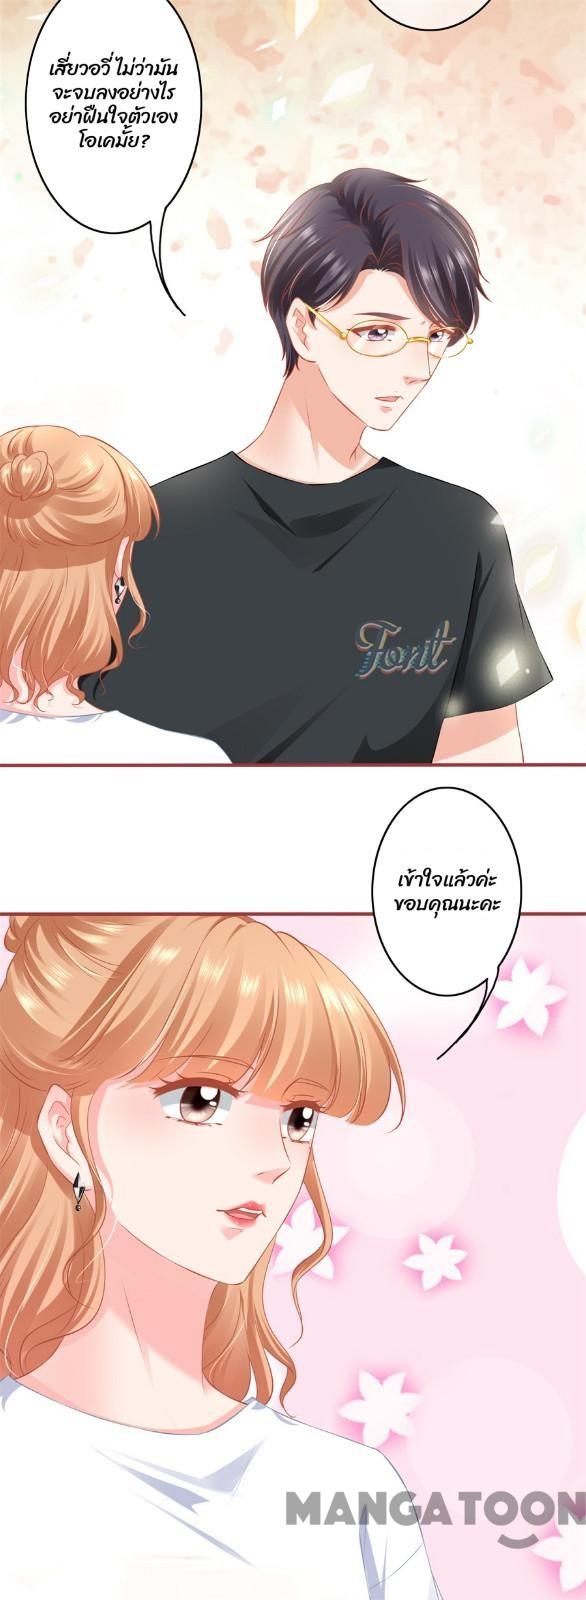 เสี่ยวอวี่ ไม่ว่ามัน
จะจบลงอย่างไร
อย่าฝืนใจตัวเอง
โอเคมั้ย?
Tonit
เข้าใจแล้วค่ะ
ขอบคุณนะคะ
MANGATOON